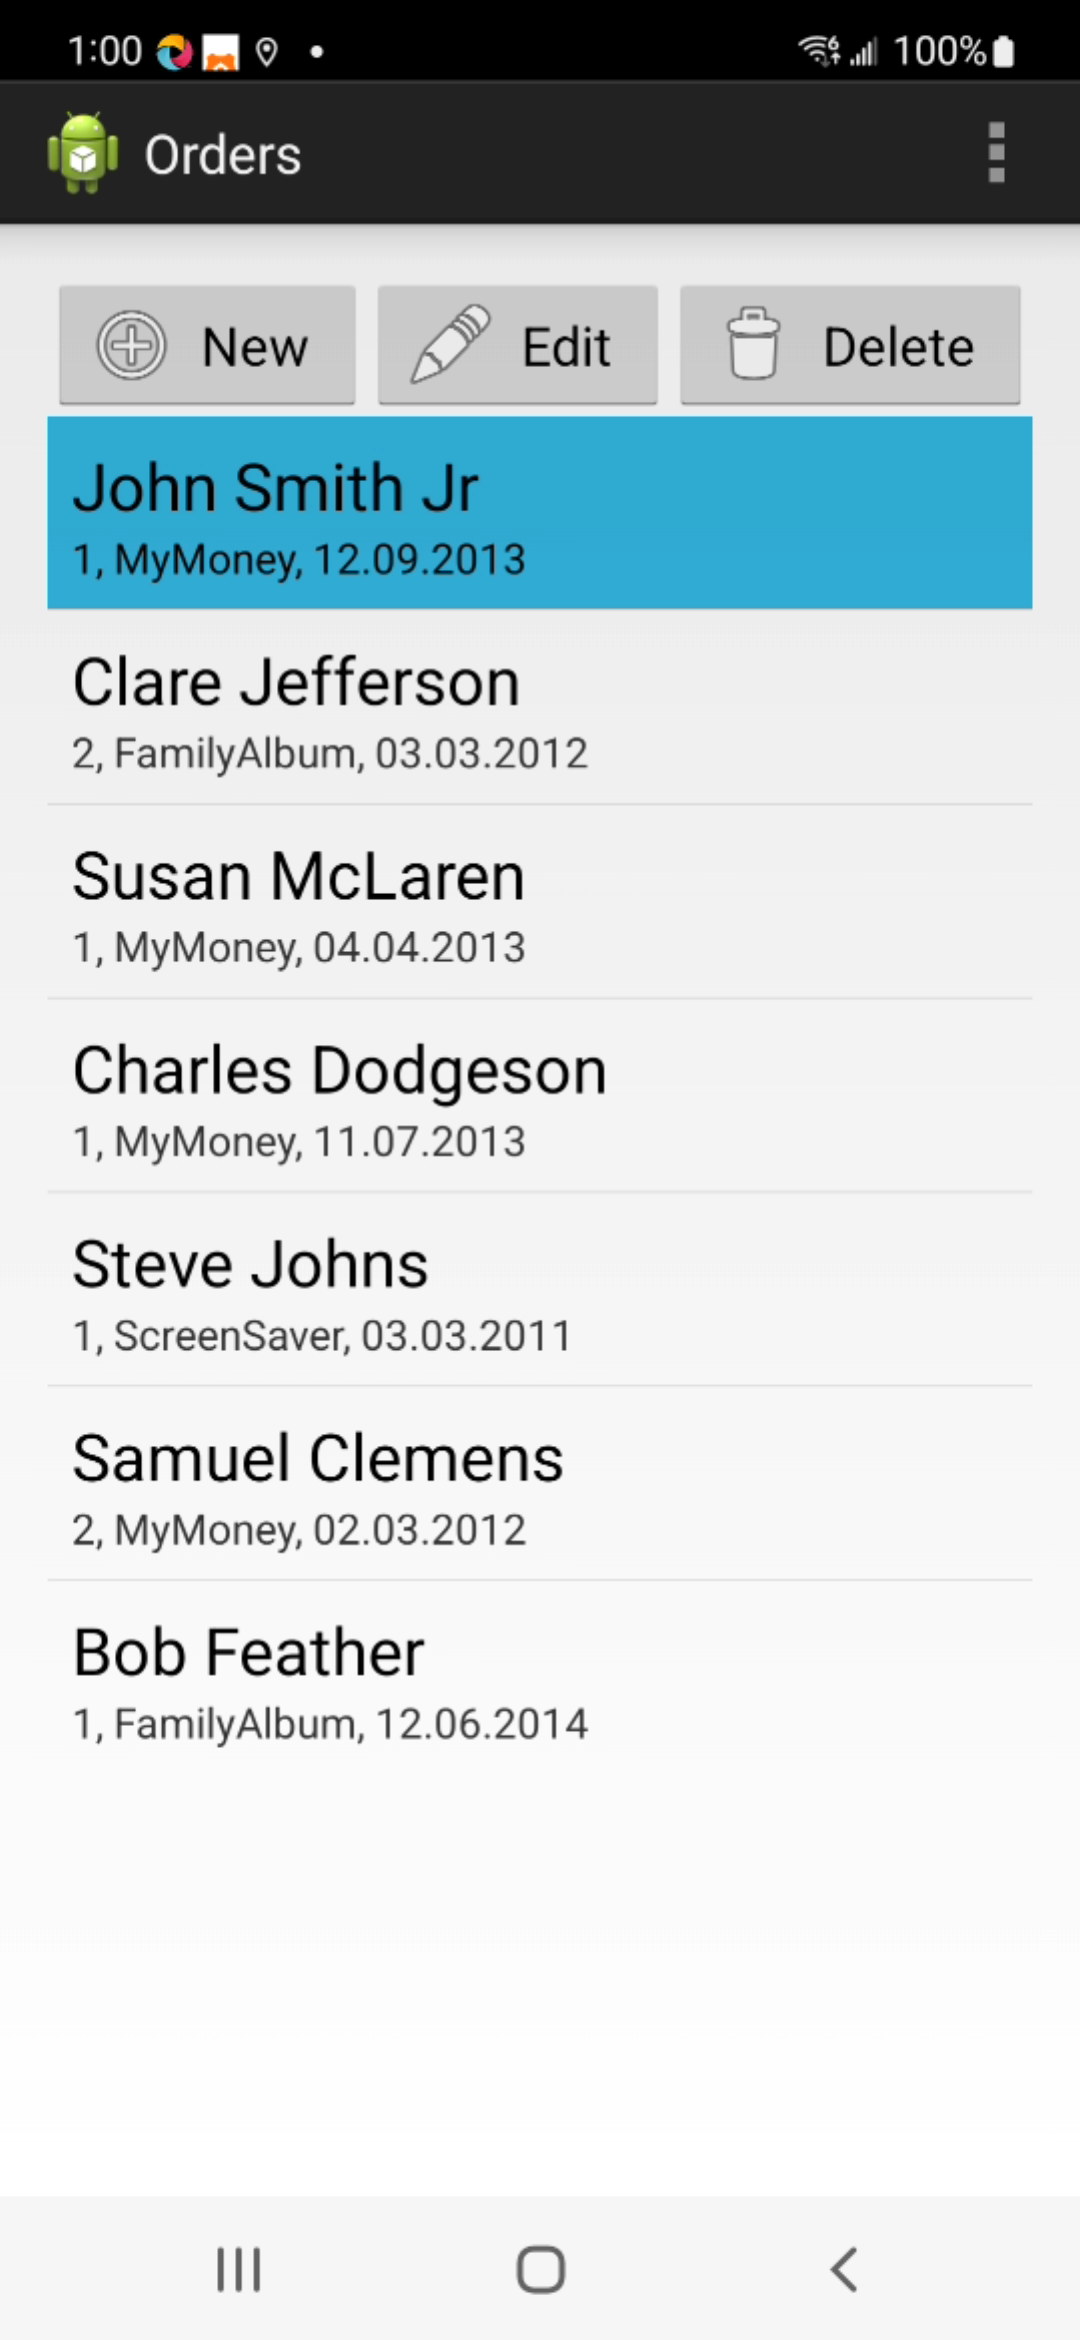 1:00 100%
Orders
New Edit Delete
John Smith Jr
1, MyMoney, 12.09.2013
Clare Jefferson
2, FamilyAlbum, 03.03.2012
Susan McLaren
1, MyMoney, 04.04.2013
Charles Dodgeson
1, MyMoney, 11.07.2013
Steve Johns
1, ScreenSaver, 03.03.2011
Samuel Clemens
2, MyMoney, 02.03.2012
Bob Feather
1, FamilyAlbum, 12.06.2014